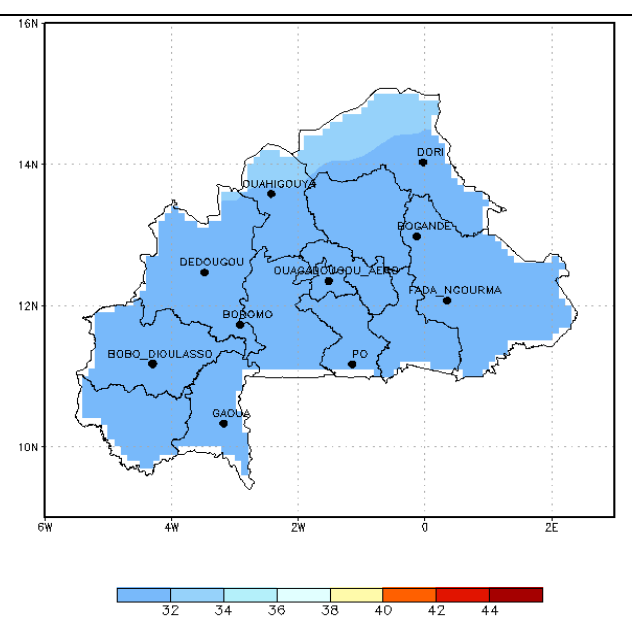 16N
14N
DORI
OUAHIGOUYA
BOGANDE
DEDOUGOU
OUAGADOUGOU_AERO
12N
FADA_NGOURMA
BOROMO
BOBO_DIOULASSO
PO
GAOUA
10N
6W 4W 2W 0 2E
32 34 36 38 40 42 44